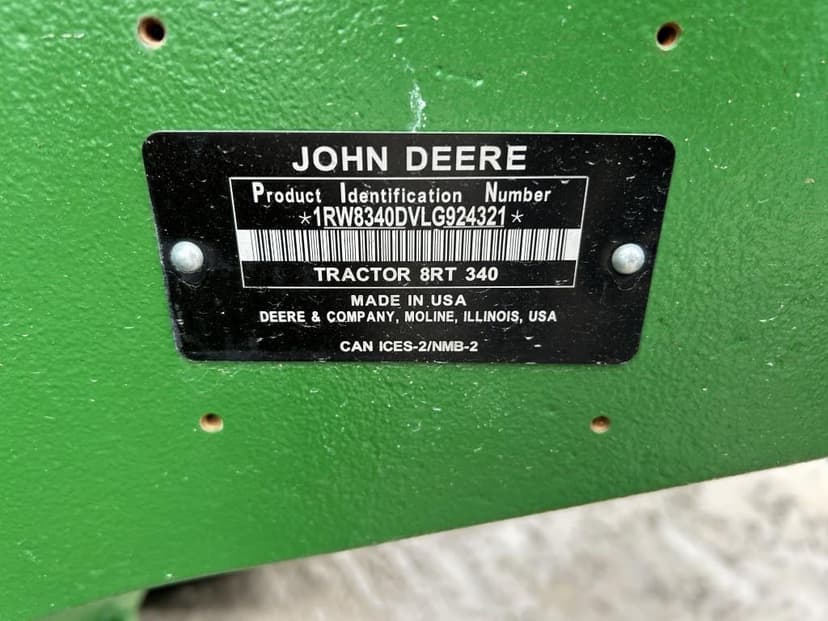 JOHN DEERE
Product Identification Number
*1RW8340DVLG924321*
TRACTOR 8RT 340
MADE IN USA
DEERE & COMPANY, MOLINE, ILLINOIS, USA
CAN ICES-2/NMB-2